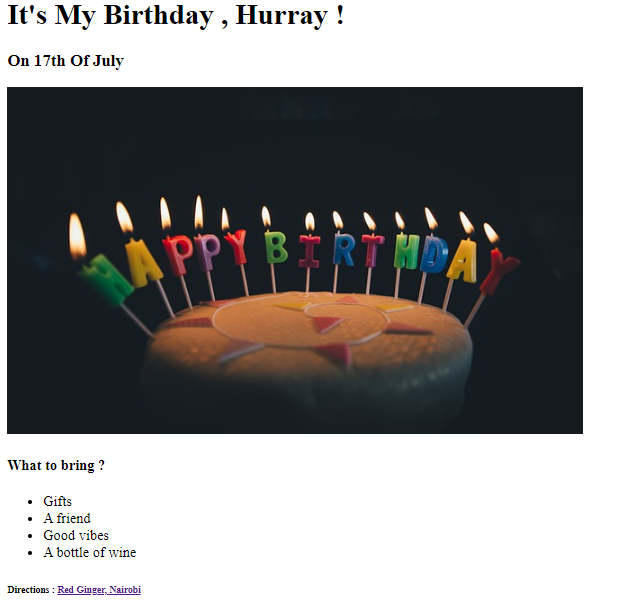 It's My Birthday , Hurray !
On 17th Of July
HAPPY BIRTHDAY
What to bring ?
Gifts
A friend
Good vibes
A bottle of wine
Directions : Red Ginger, Nairobi